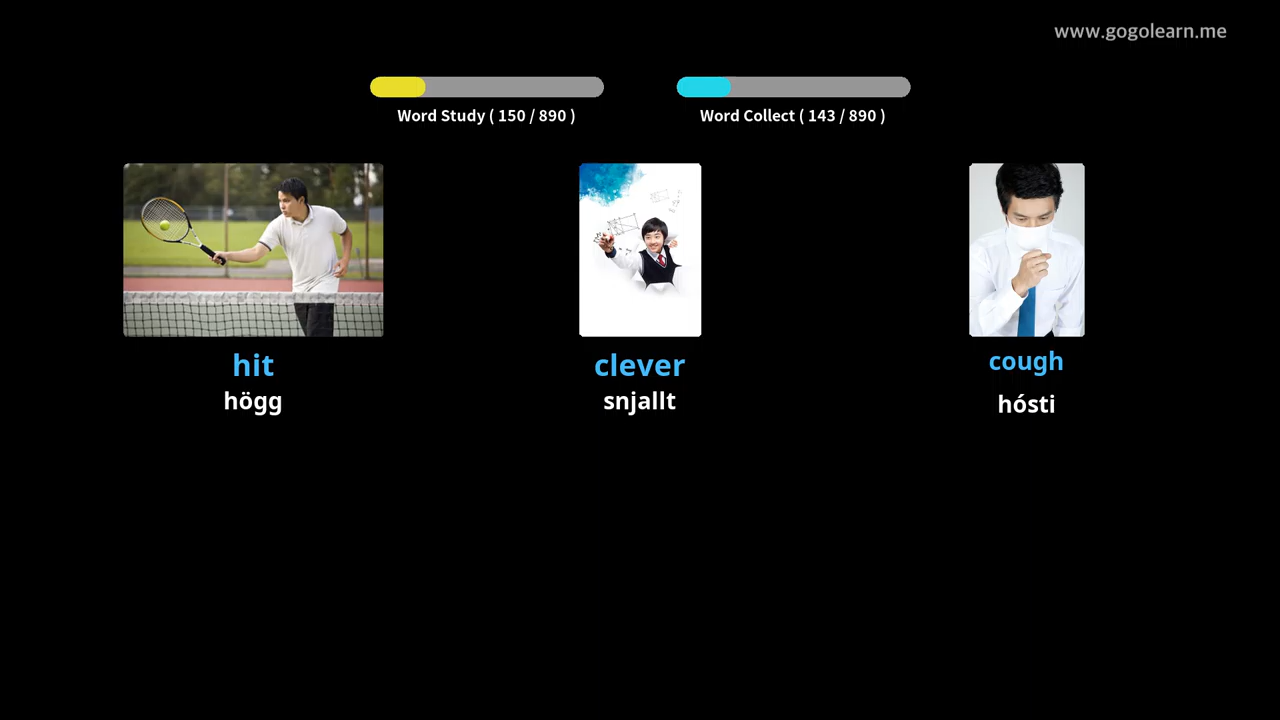 www.gogolearn.me
Word Study ( 150 / 890 )
Word Collect ( 143 / 890 )
hit
högg
clever
snjallt
cough
hósti